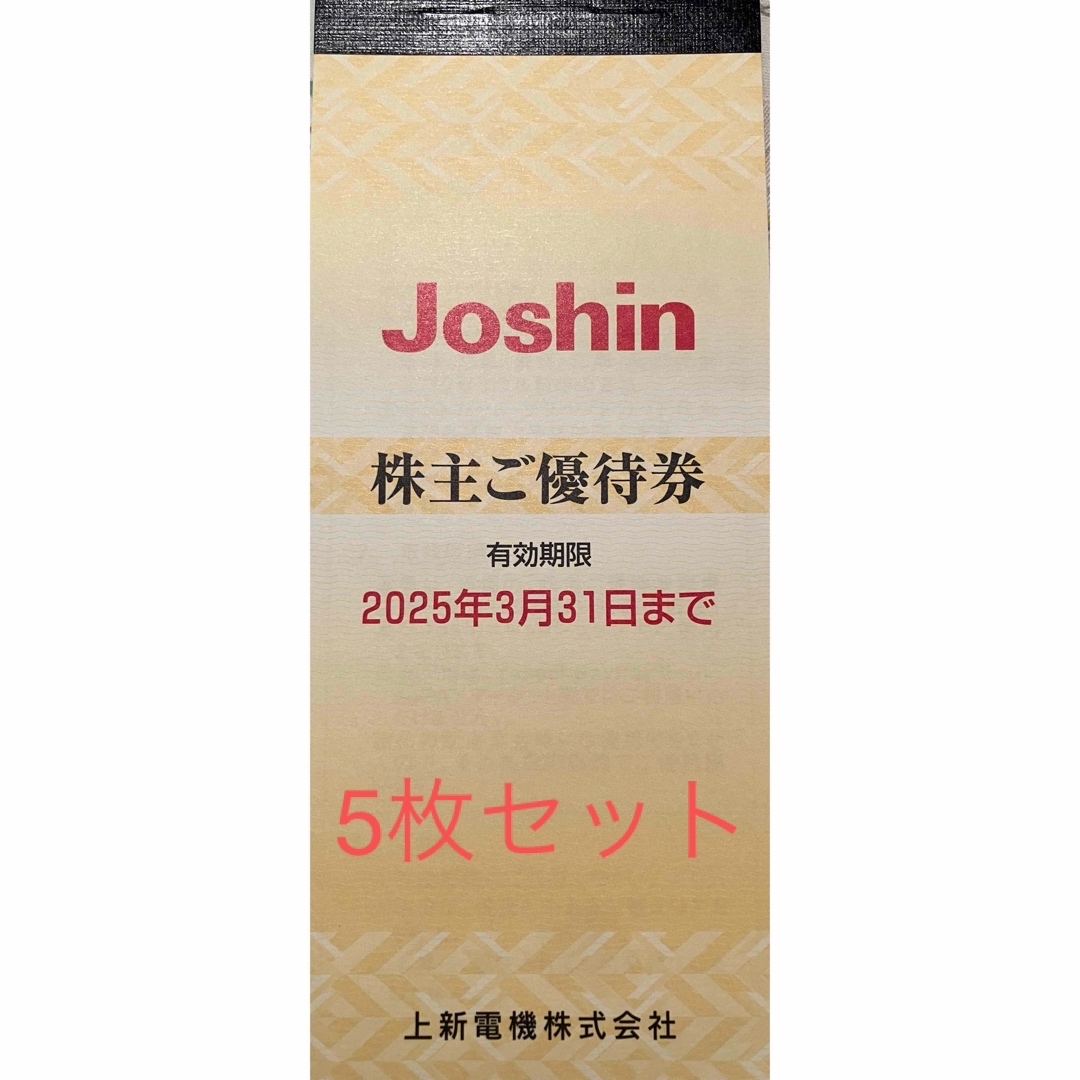 Joshin
株主ご優待券
有効期限
2025年3月31日まで
5枚セット
上新電機株式会社